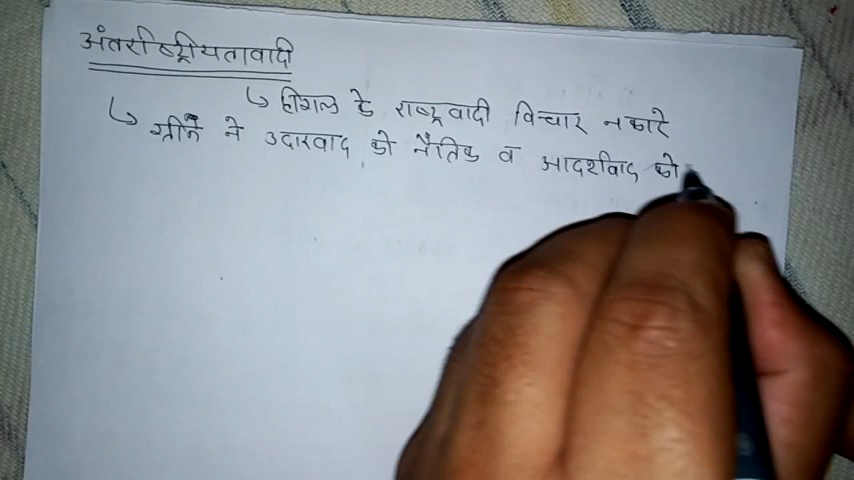 अंतर्राष्ट्रीयतावादी
हीगल के राष्ट्रवादी विचार नकारे
ग्रीन ने उदारवाद को नैतिक व आदर्शवाद को